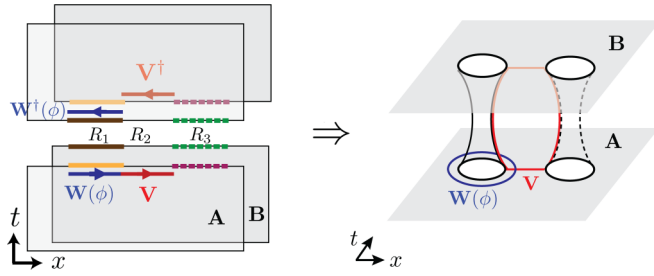 V†
W†(ϕ)
R₁ R₂ R₃
W(ϕ) V A B
t
x
⇒
B
A
W(ϕ) V
t
x